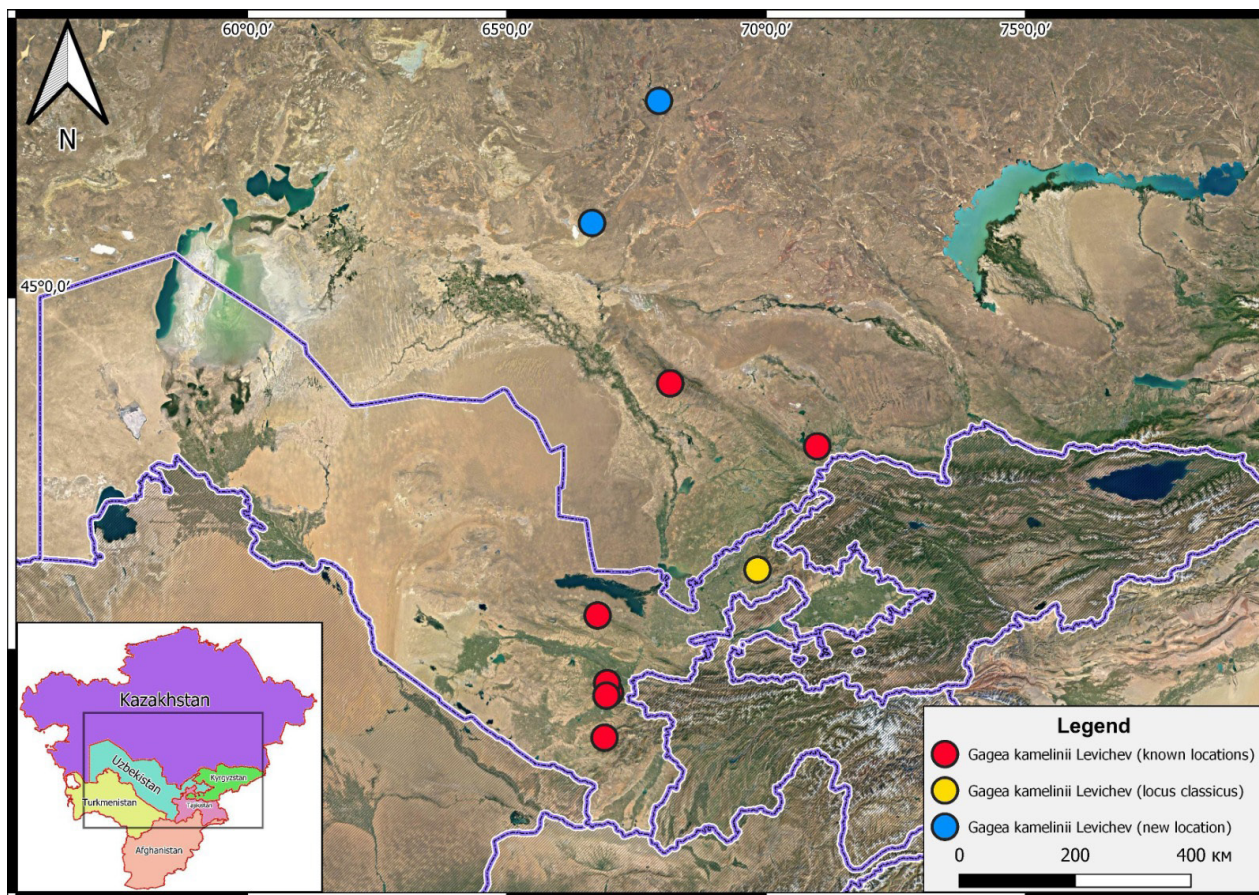 60°0,0'
65°0,0'
70°0,0'
75°0,0'
N
45°0,0'
Kazakhstan
Uzbekistan
Kyrgyzstan
Turkmenistan
Tajikistan
Afghanistan
Legend
Gagea kamelinii Levichev (known locations)
Gagea kamelinii Levichev (locus classicus)
Gagea kamelinii Levichev (new location)
0 200 400 км